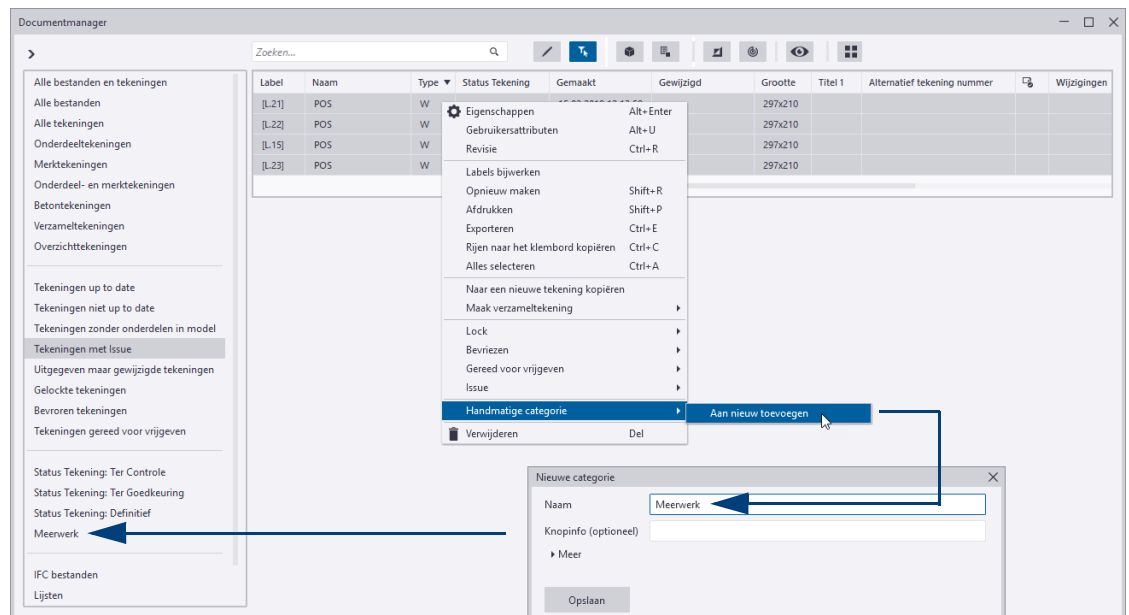 Documentmanager
Zoeken...
Alle bestanden en tekeningen
Alle bestanden
Alle tekeningen
Onderdeeltekeningen
Merktekeningen
Onderdeel- en merktekeningen
Betontekeningen
Verzameltekeningen
Overzichttekeningen
Tekeningen up to date
Tekeningen niet up to date
Tekeningen zonder onderdelen in model
Tekeningen met Issue
Uitgegeven maar gewijzigde tekeningen
Gelockte tekeningen
Bevroren tekeningen
Tekeningen gereed voor vrijgeven
Status Tekening: Ter Controle
Status Tekening: Ter Goedkeuring
Status Tekening: Definitief
Meerwerk
IFC bestanden
Lijsten
Label Naam Type Status Tekening Gemaakt Gewijzigd Grootte Titel 1 Alternatief tekening nummer Wijzigingen
[L.21] POS W 297x210
[L.22] POS W 297x210
[L.15] POS W 297x210
[L.23] POS W 297x210
Eigenschappen Alt+Enter
Gebruikersattributen Alt+U
Revisie Ctrl+R
Labels bijwerken
Opnieuw maken Shift+R
Afdrukken Shift+P
Exporteren Ctrl+E
Rijen naar het klembord kopiëren Ctrl+C
Alles selecteren Ctrl+A
Naar een nieuwe tekening kopiëren
Maak verzameltekening
Lock
Bevriezen
Gereed voor vrijgeven
Issue
Handmatige categorie
Aan nieuw toevoegen
Verwijderen Del
Nieuwe categorie
Naam Meerwerk
Knopinfo (optioneel)
Meer
Opslaan